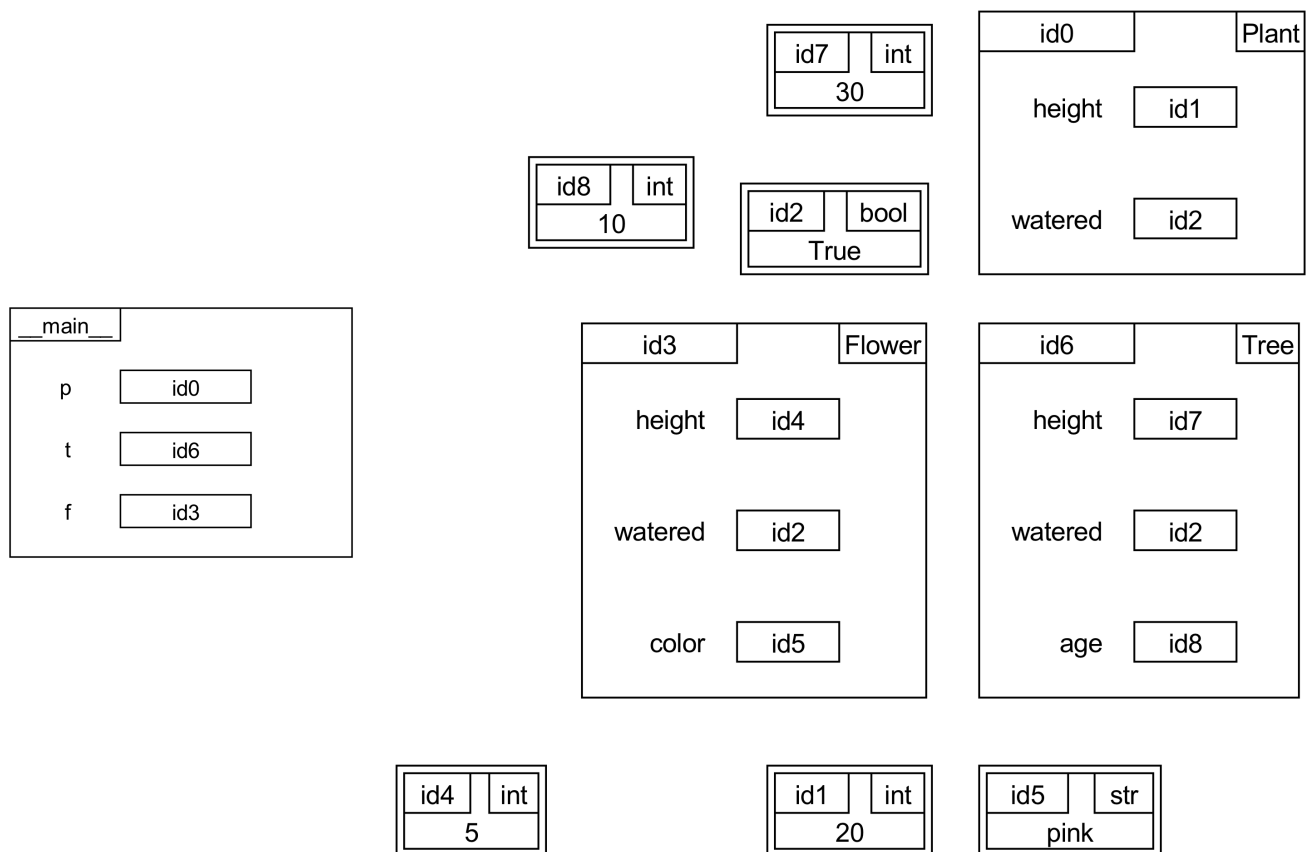 id7 int
30
id0 Plant
height id1
watered id2
id8 int
10
id2 bool
True
__main__
p id0
t id6
f id3
id3 Flower
height id4
watered id2
color id5
id6 Tree
height id7
watered id2
age id8
id4 int
5
id1 int
20
id5 str
pink